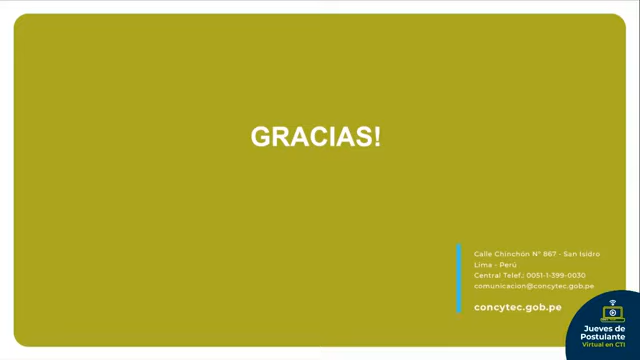 GRACIAS!
Calle Chinchón Nº 867 - San Isidro
Lima - Perú
Central Telef.: 0051-1-399-0030
comunicacion@concytec.gob.pe
concytec.gob.pe
Jueves de
Postulante
Virtual en CTI